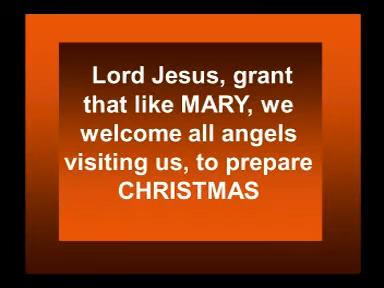 Lord Jesus, grant
that like MARY, we
welcome all angels
visiting us, to prepare
CHRISTMAS